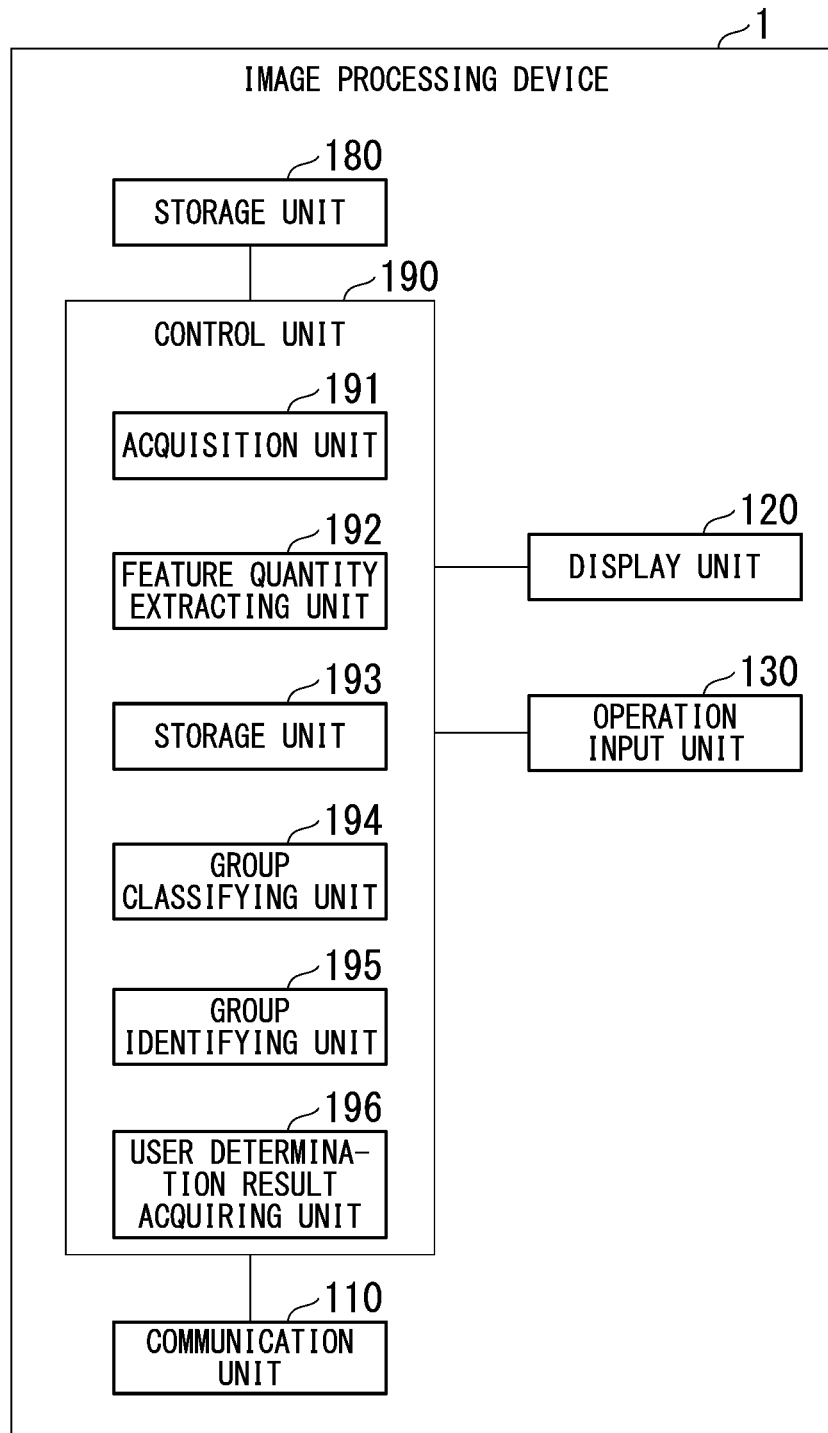 1
IMAGE PROCESSING DEVICE
180
STORAGE UNIT
190
CONTROL UNIT
191
ACQUISITION UNIT
192
FEATURE QUANTITY
EXTRACTING UNIT
120
DISPLAY UNIT
193
STORAGE UNIT
130
OPERATION
INPUT UNIT
194
GROUP
CLASSIFYING UNIT
195
GROUP
IDENTIFYING UNIT
196
USER DETERMINA-
TION RESULT
ACQUIRING UNIT
110
COMMUNICATION
UNIT